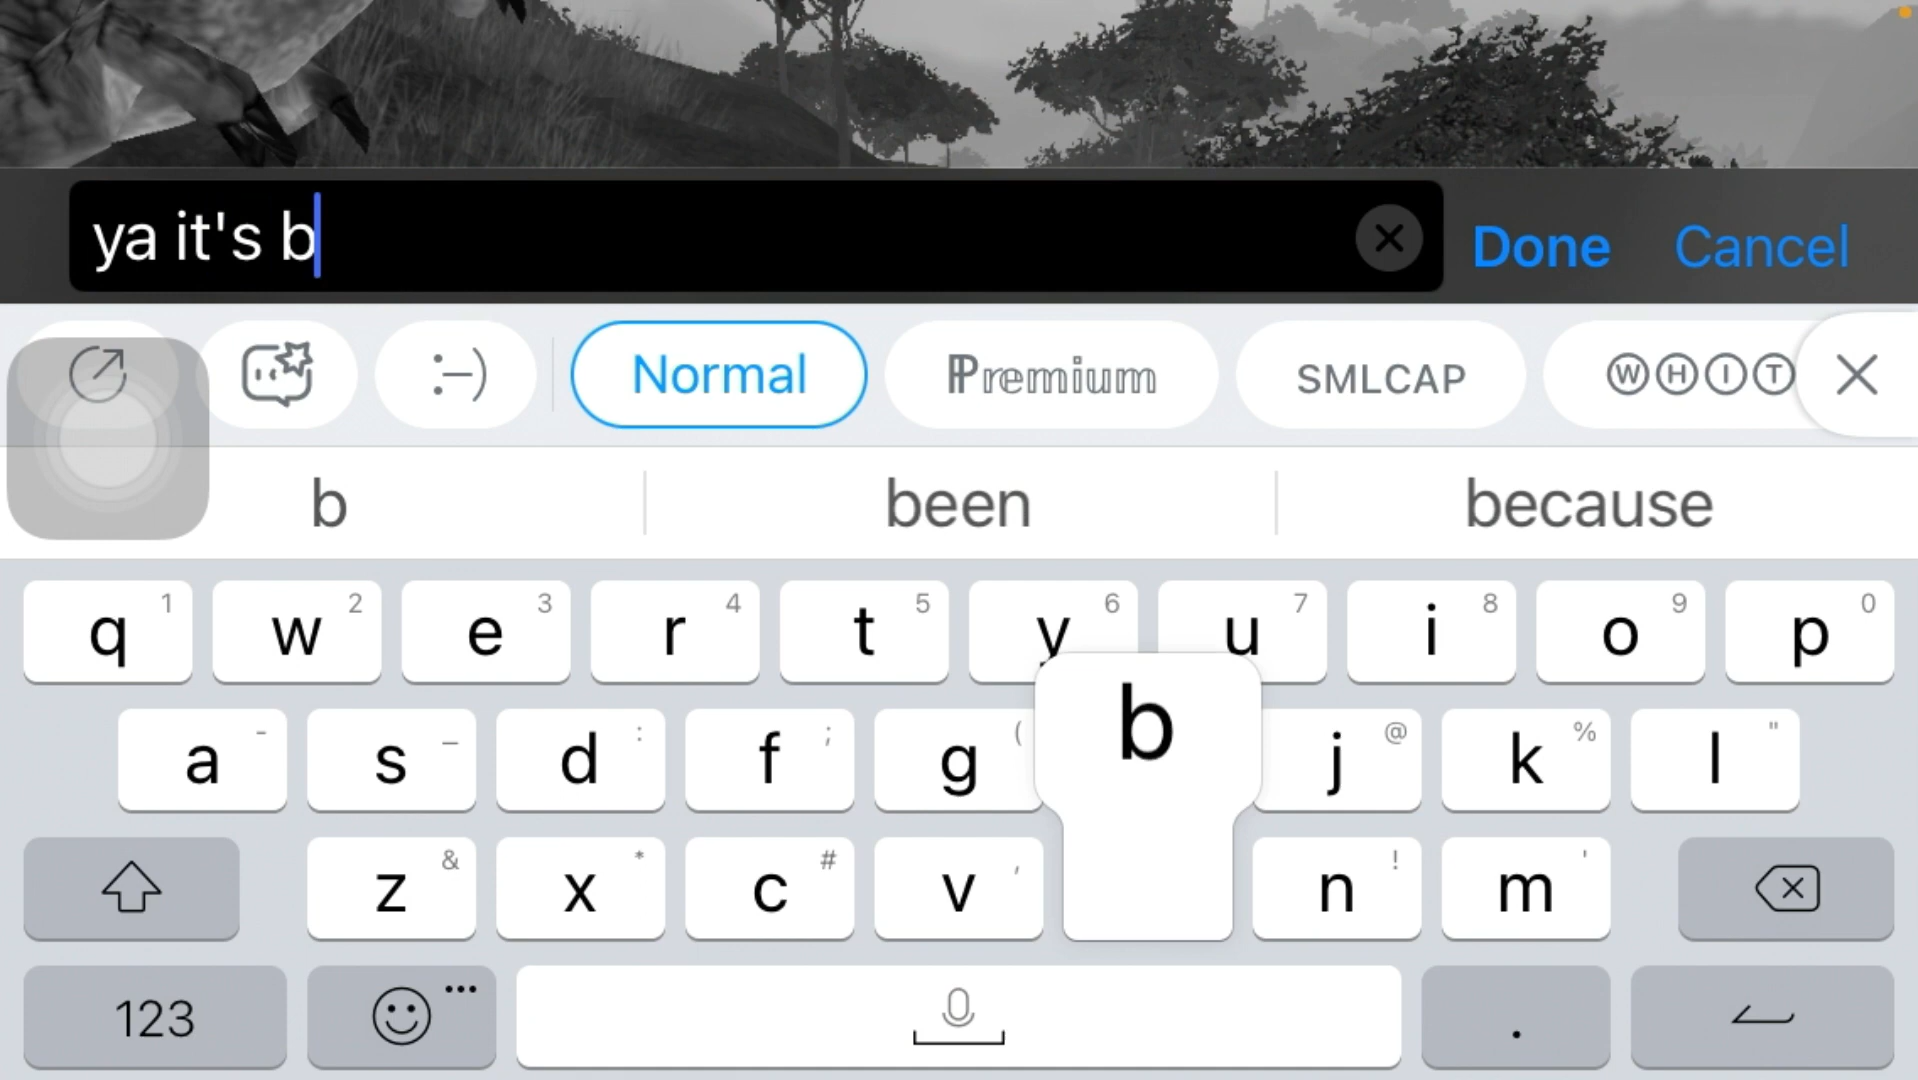 ya it's b
Done Cancel
:-) Normal ℙremium SMLCAP ⓌⒽⒾⓉ
b been because
q 1 w 2 e 3 r 4 t 5 y 6 u 7 i 8 o 9 p 0
a - s _ d : f ; g ( b j @ k % l "
z & x * c # v , n ! m '
123 .